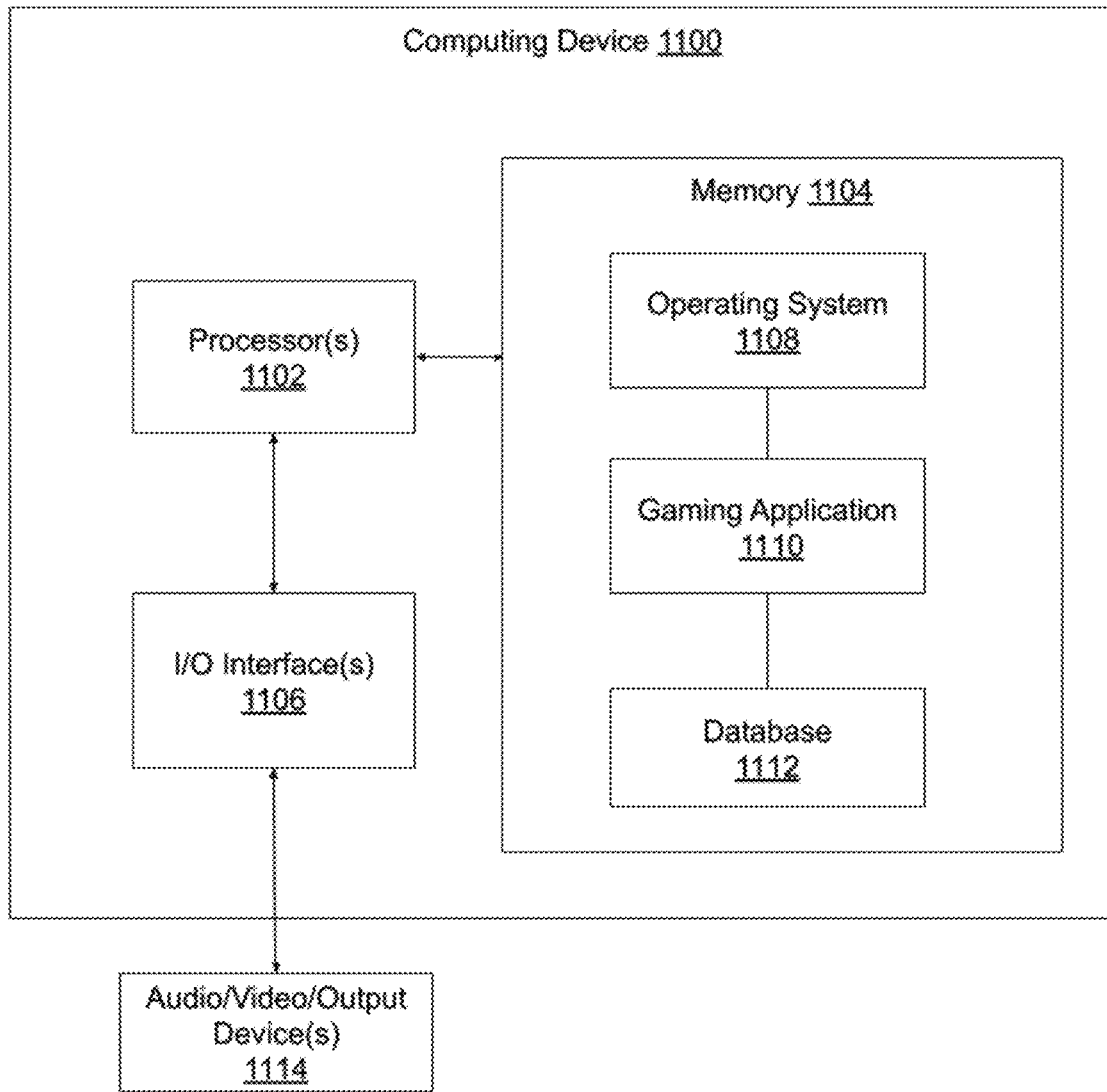 Computing Device 1100
Memory 1104
Operating System
1108
Processor(s)
1102
Gaming Application
1110
I/O Interface(s)
1106
Database
1112
Audio/Video/Output
Device(s)
1114